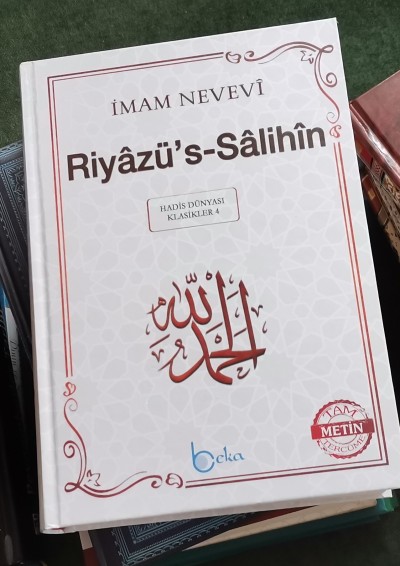 İMAM NEVEVÎ
Riyâzü's-Sâlihîn
HADİS DÜNYASI
KLASİKLER 4
الحمد لله
TAM
METİN
TERCÜME
beka